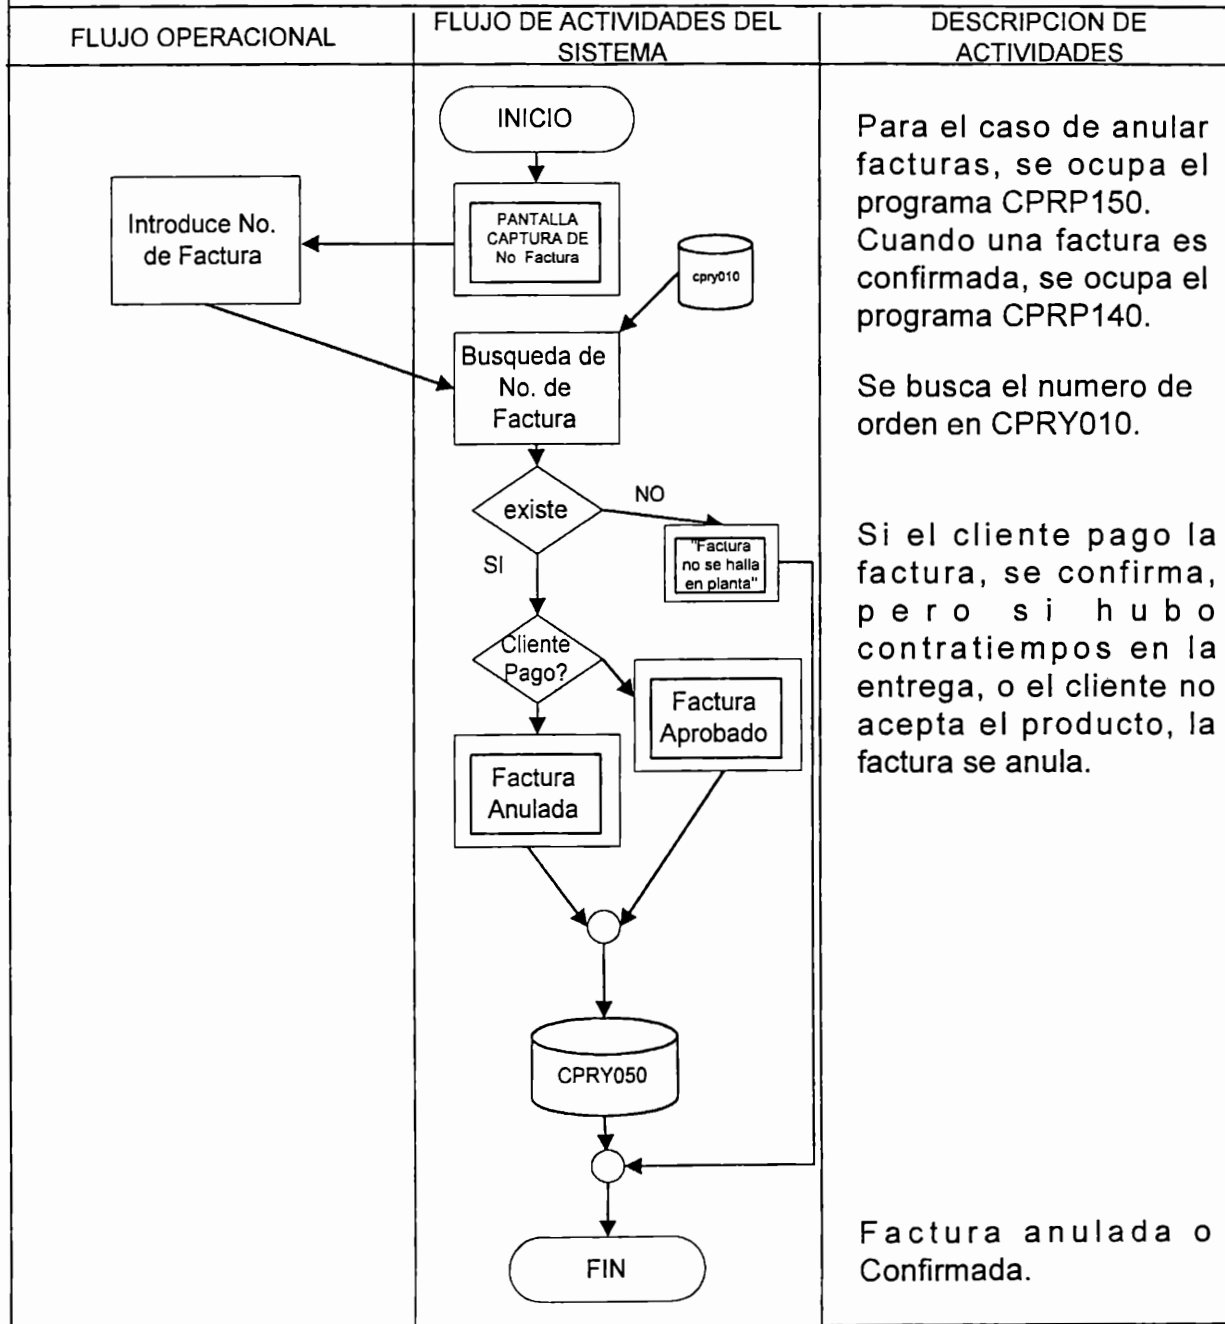 FLUJO OPERACIONAL
FLUJO DE ACTIVIDADES DEL
SISTEMA
DESCRIPCION DE
ACTIVIDADES
INICIO
PANTALLA
CAPTURA DE
No Factura
Introduce No.
de Factura
cpry010
Busqueda de
No. de
Factura
existe
NO
SI
"Factura
no se halla
en planta"
Cliente
Pago?
Factura
Aprobado
Factura
Anulada
CPRY050
FIN
Para el caso de anular
facturas, se ocupa el
programa CPRP150.
Cuando una factura es
confirmada, se ocupa el
programa CPRP140.
Se busca el numero de
orden en CPRY010.
Si el cliente pago la
factura, se confirma,
pero si hubo
contratiempos en la
entrega, o el cliente no
acepta el producto, la
factura se anula.
Factura anulada o
Confirmada.